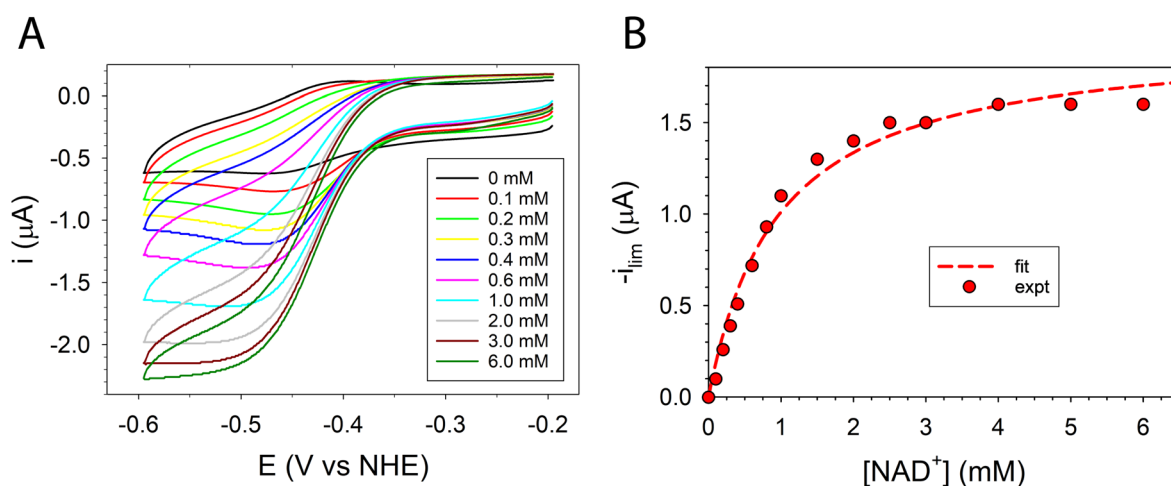 A
0.0
-0.5
-1.0
-1.5
-2.0
i (μA)
-0.6 -0.5 -0.4 -0.3 -0.2
E (V vs NHE)
0 mM
0.1 mM
0.2 mM
0.3 mM
0.4 mM
0.6 mM
1.0 mM
2.0 mM
3.0 mM
6.0 mM
B
1.5
1.0
0.5
0.0
-i_lim (μA)
0 1 2 3 4 5 6
[NAD⁺] (mM)
fit
expt